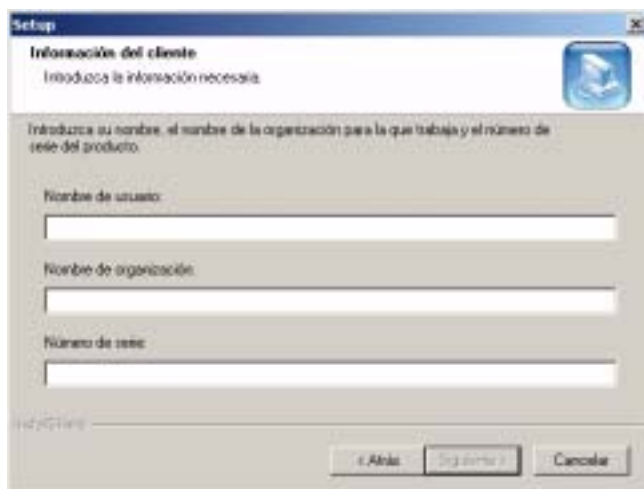 Setup
Información del cliente
Introduzca la información necesaria.
Introduzca su nombre, el nombre de la organización para la que trabaja y el número de
serie del producto.
Nombre de usuario:
Nombre de organización:
Número de serie:
InstallShield
< Atrás
Siguiente >
Cancelar